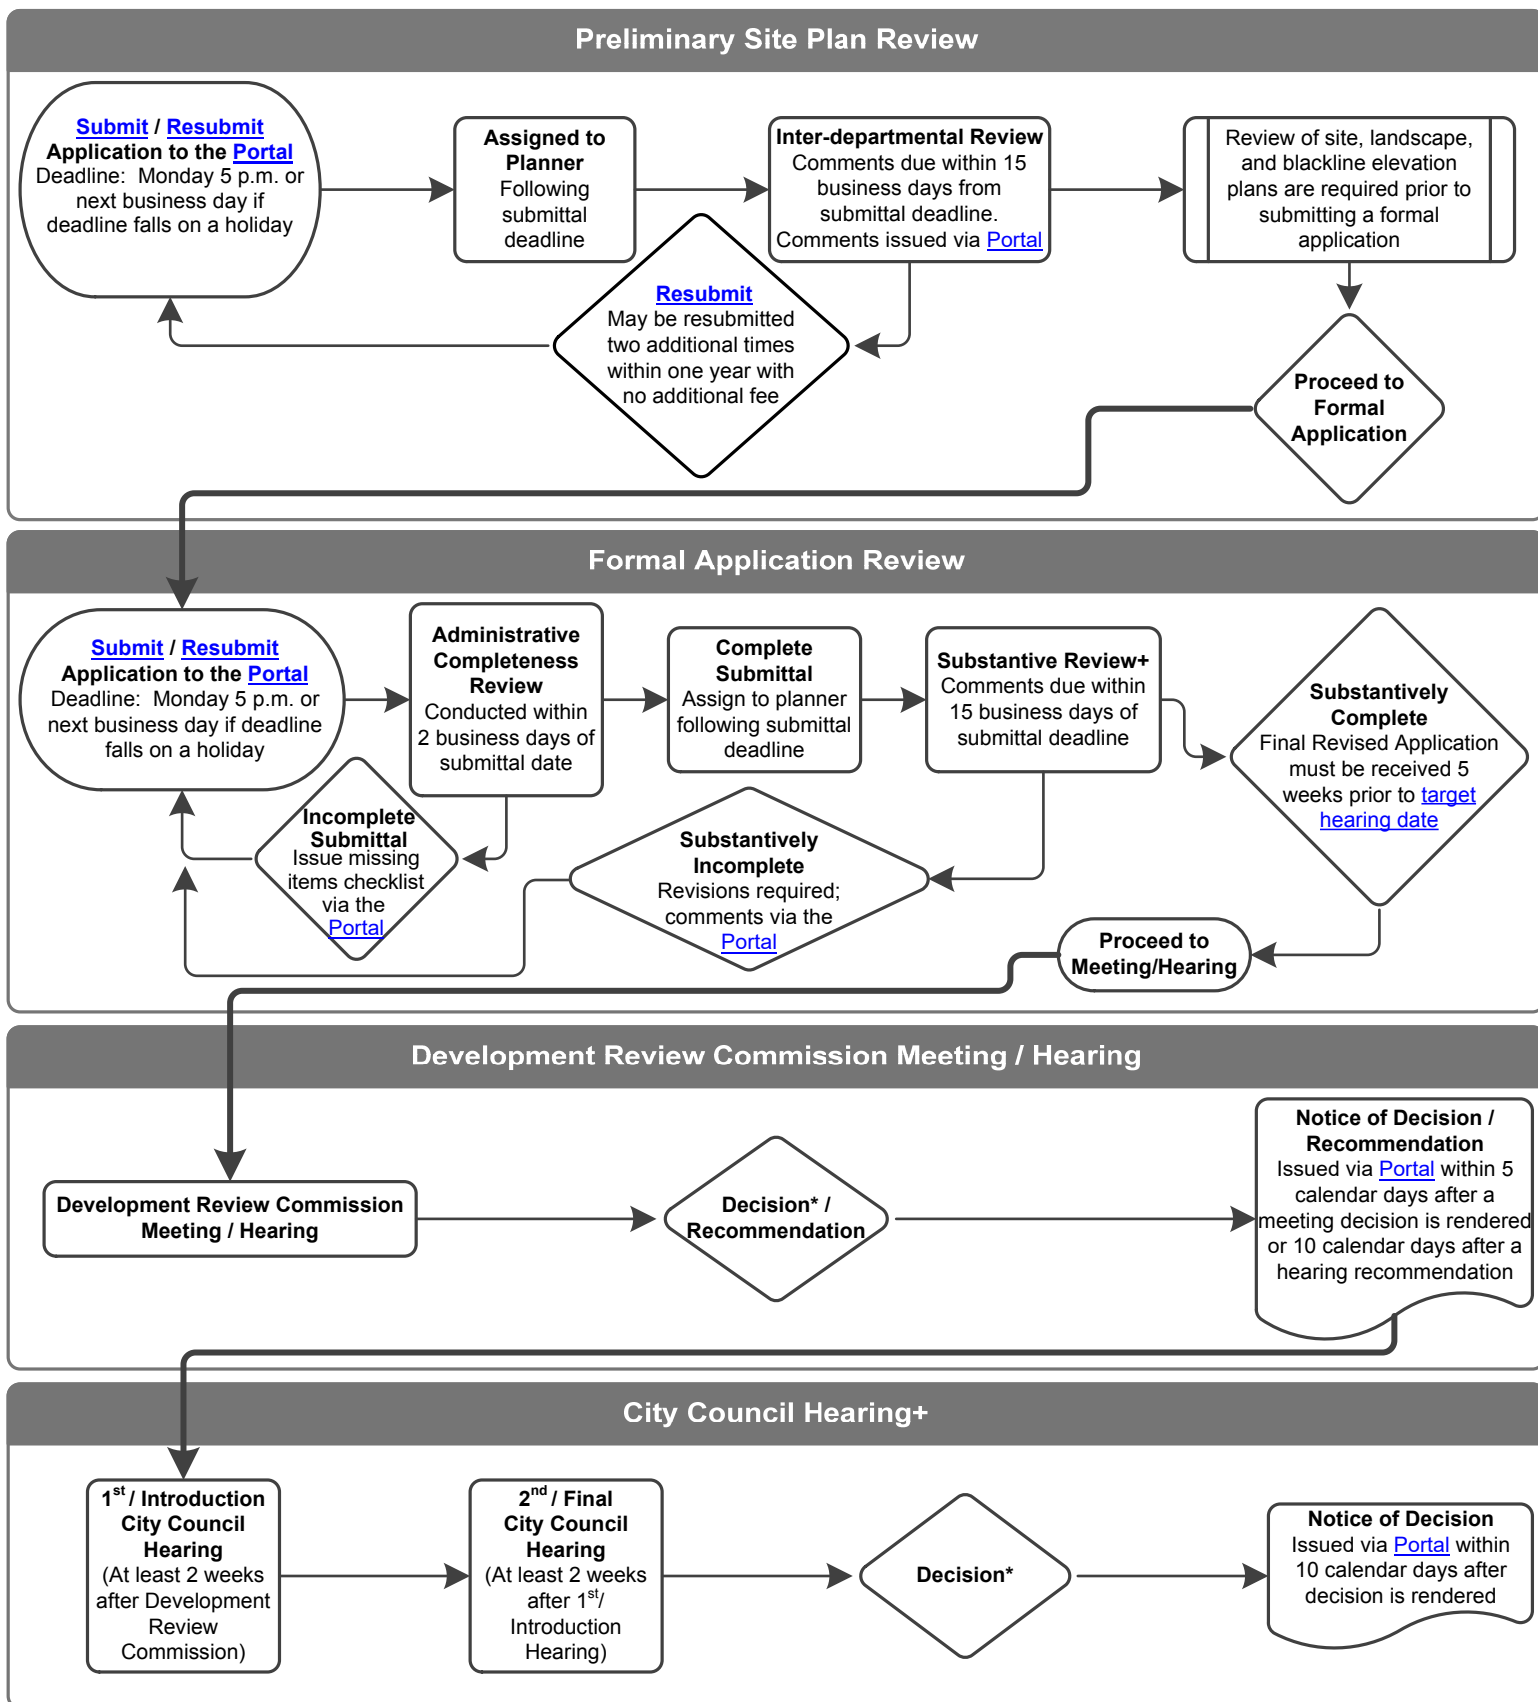 Preliminary Site Plan Review
Submit / Resubmit
Application to the Portal
Deadline: Monday 5 p.m. or
next business day if
deadline falls on a holiday
Assigned to
Planner
Following
submittal
deadline
Inter-departmental Review
Comments due within 15
business days from
submittal deadline.
Comments issued via Portal
Review of site, landscape,
and blackline elevation
plans are required prior to
submitting a formal
application
Resubmit
May be resubmitted
two additional times
within one year with
no additional fee
Proceed to
Formal
Application
Formal Application Review
Submit / Resubmit
Application to the Portal
Deadline: Monday 5 p.m. or
next business day if deadline
falls on a holiday
Administrative
Completeness
Review
Conducted within
2 business days of
submittal date
Complete
Submittal
Assign to planner
following submittal
deadline
Substantive Review+
Comments due within
15 business days of
submittal deadline
Substantively
Complete
Final Revised Application
must be received 5
weeks prior to target
hearing date
Incomplete
Submittal
Issue missing
items checklist
via the
Portal
Substantively
Incomplete
Revisions required;
comments via the
Portal
Proceed to
Meeting/Hearing
Development Review Commission Meeting / Hearing
Development Review Commission
Meeting / Hearing
Decision* /
Recommendation
Notice of Decision /
Recommendation
Issued via Portal within 5
calendar days after a
meeting decision is rendered
or 10 calendar days after a
hearing recommendation
City Council Hearing+
1st / Introduction
City Council
Hearing
(At least 2 weeks
after Development
Review
Commission)
2nd / Final
City Council
Hearing
(At least 2 weeks
after 1st/
Introduction
Hearing)
Decision*
Notice of Decision
Issued via Portal within
10 calendar days after
decision is rendered